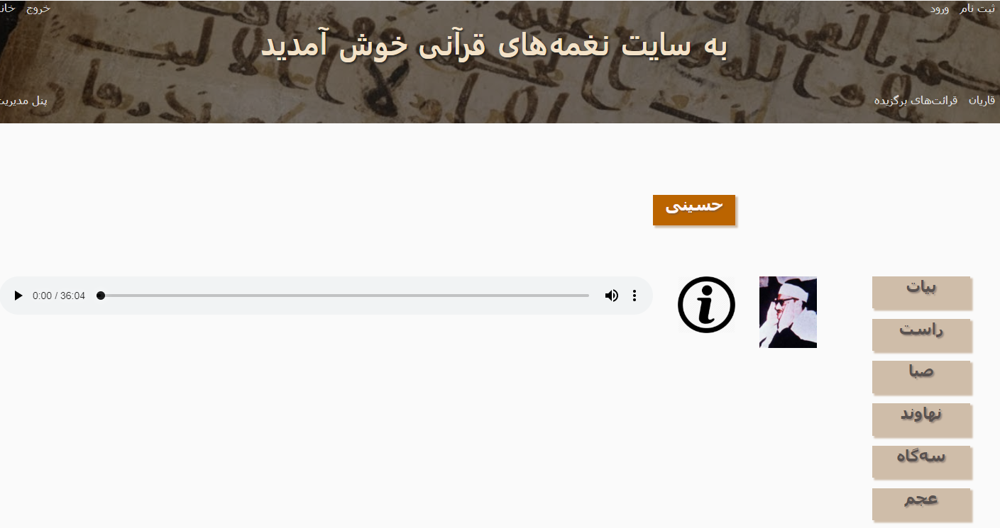 ثبت نام ورود خروج
به سایت نغمه‌های قرآنی خوش آمدید
قاریان قرائت‌های برگزیده پنل مدیریت
حسینی
بیات
0:00 / 36:04
راست
صبا
نهاوند
سه‌گاه
عجم